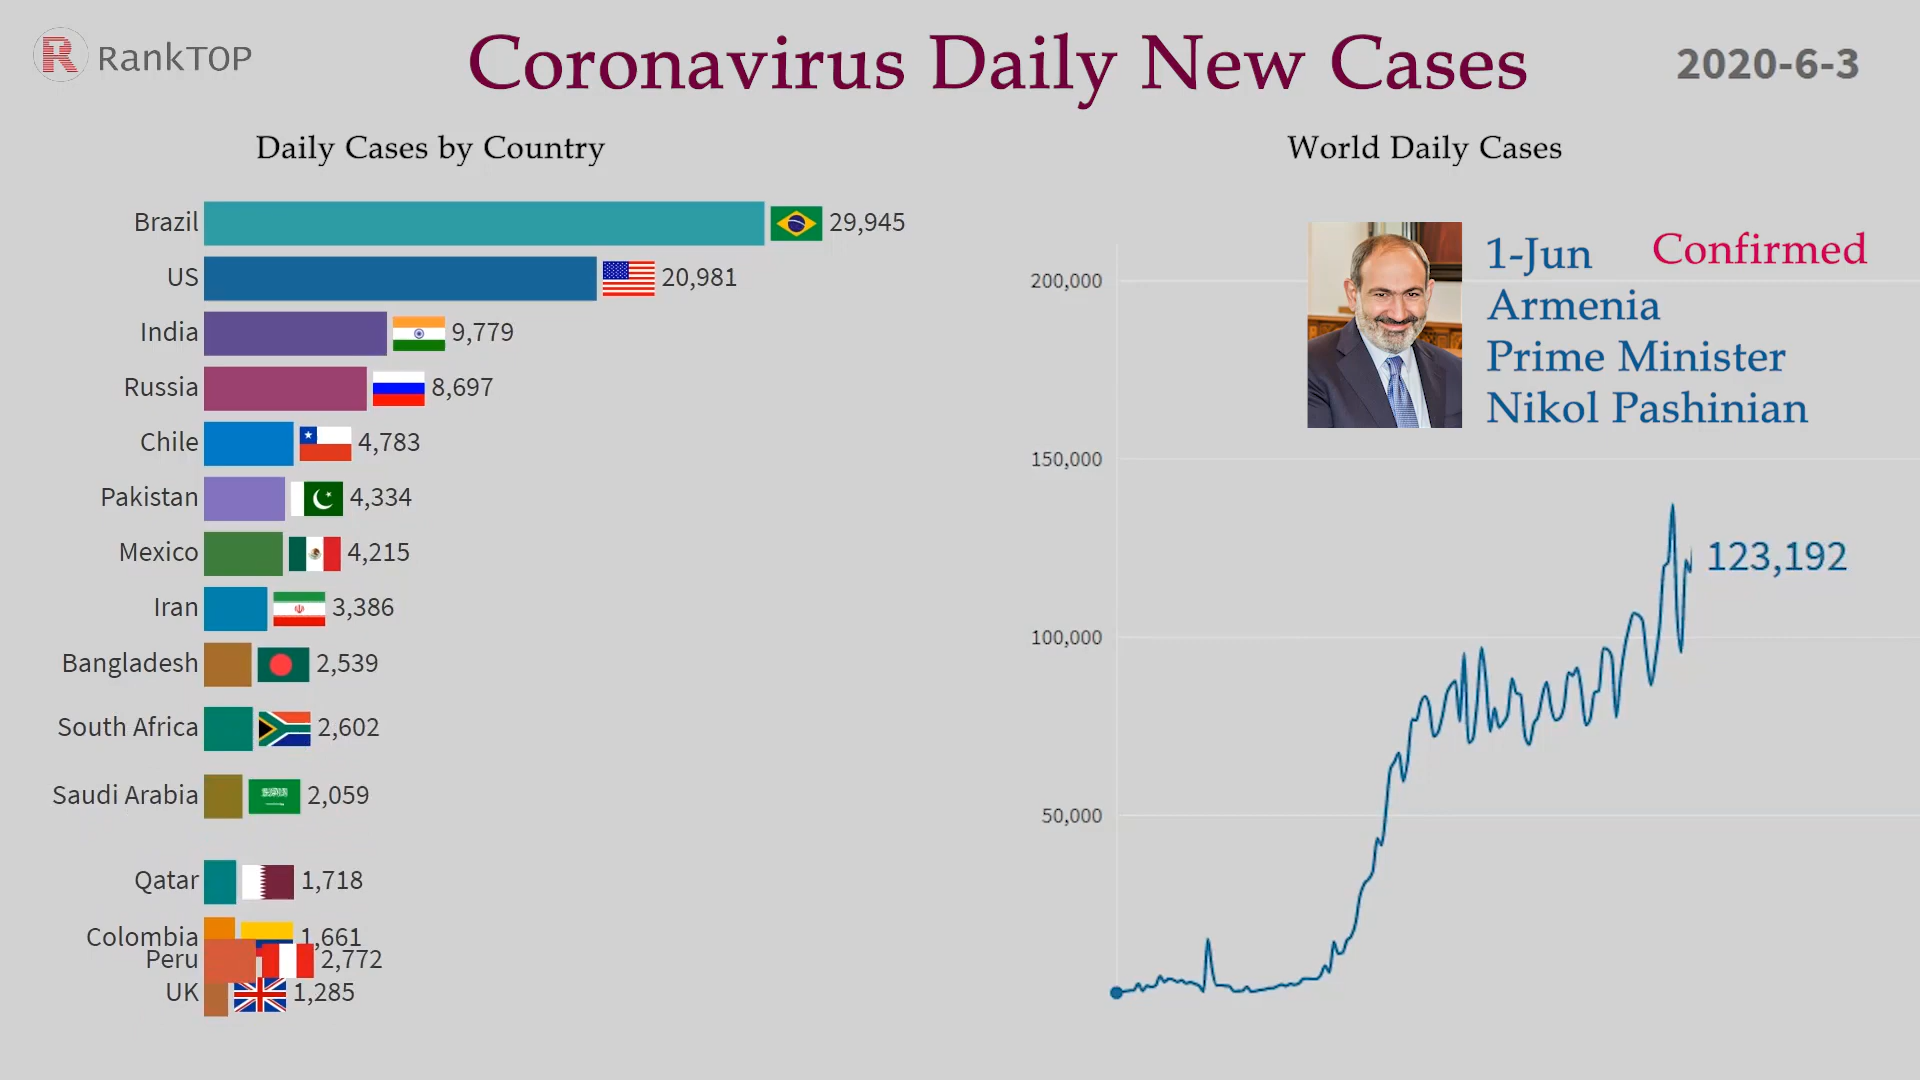 RankTOP
Coronavirus Daily New Cases
2020-6-3
Daily Cases by Country
Brazil 29,945
US 20,981
India 9,779
Russia 8,697
Chile 4,783
Pakistan 4,334
Mexico 4,215
Iran 3,386
Bangladesh 2,539
South Africa 2,602
Saudi Arabia 2,059
Qatar 1,718
Colombia 1,661
Peru 2,772
UK 1,285
World Daily Cases
1-Jun Confirmed
Armenia
Prime Minister
Nikol Pashinian
200,000
150,000
123,192
100,000
50,000